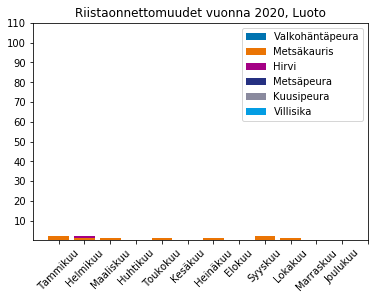 Riistaonnettomuudet vuonna 2020, Luoto
110
100
90
80
70
60
50
40
30
20
10
Valkohäntäpeura
Metsäkauris
Hirvi
Metsäpeura
Kuusipeura
Villisika
Tammikuu
Helmikuu
Maaliskuu
Huhtikuu
Toukokuu
Kesäkuu
Heinäkuu
Elokuu
Syyskuu
Lokakuu
Marraskuu
Joulukuu